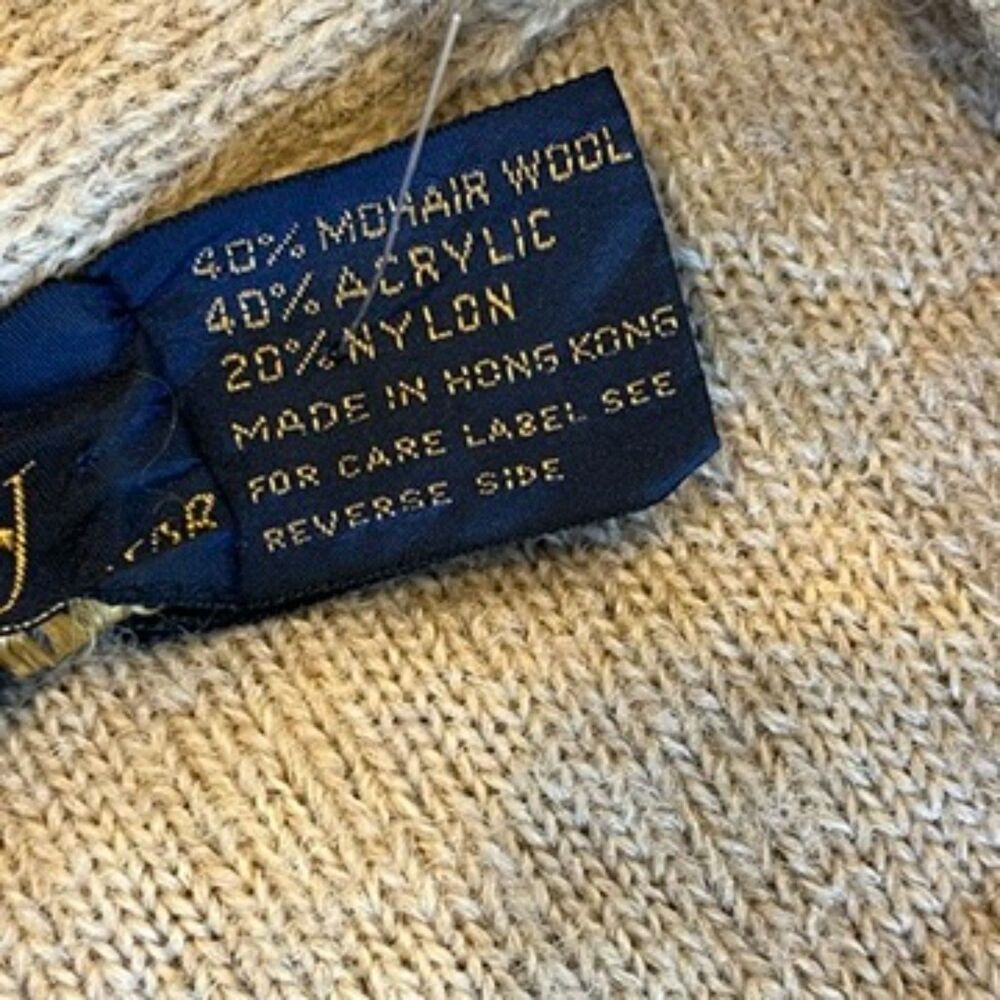 40% MOHAIR WOOL
40% ACRYLIC
20% NYLON
MADE IN HONG KONG
FOR CARE LABEL SEE
REVERSE SIDE